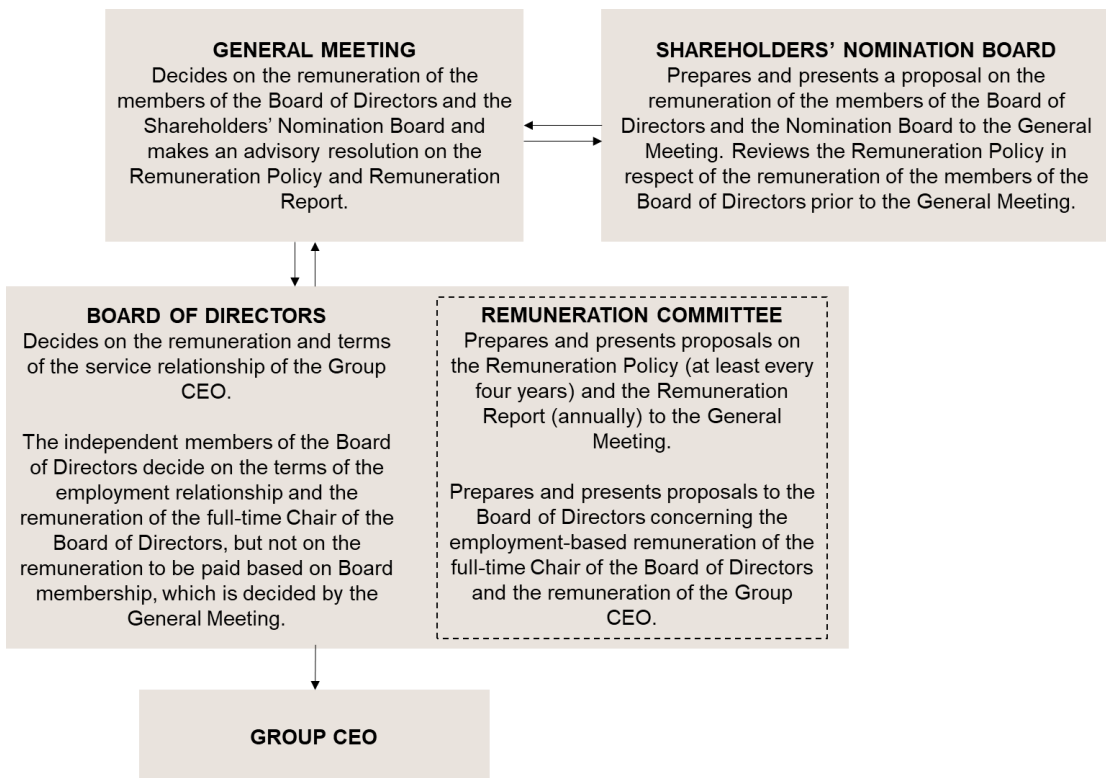 GENERAL MEETING
Decides on the remuneration of the
members of the Board of Directors and the
Shareholders’ Nomination Board and
makes an advisory resolution on the
Remuneration Policy and Remuneration
Report.
SHAREHOLDERS’ NOMINATION BOARD
Prepares and presents a proposal on the
remuneration of the members of the Board of
Directors and the Nomination Board to the General
Meeting. Reviews the Remuneration Policy in
respect of the remuneration of the members of the
Board of Directors prior to the General Meeting.
BOARD OF DIRECTORS
Decides on the remuneration and terms
of the service relationship of the Group
CEO.
The independent members of the Board
of Directors decide on the terms of the
employment relationship and the
remuneration of the full-time Chair of the
Board of Directors, but not on the
remuneration to be paid based on Board
membership, which is decided by the
General Meeting.
REMUNERATION COMMITTEE
Prepares and presents proposals on
the Remuneration Policy (at least every
four years) and the Remuneration
Report (annually) to the General
Meeting.
Prepares and presents proposals to the
Board of Directors concerning the
employment-based remuneration of the
full-time Chair of the Board of Directors
and the remuneration of the Group
CEO.
GROUP CEO